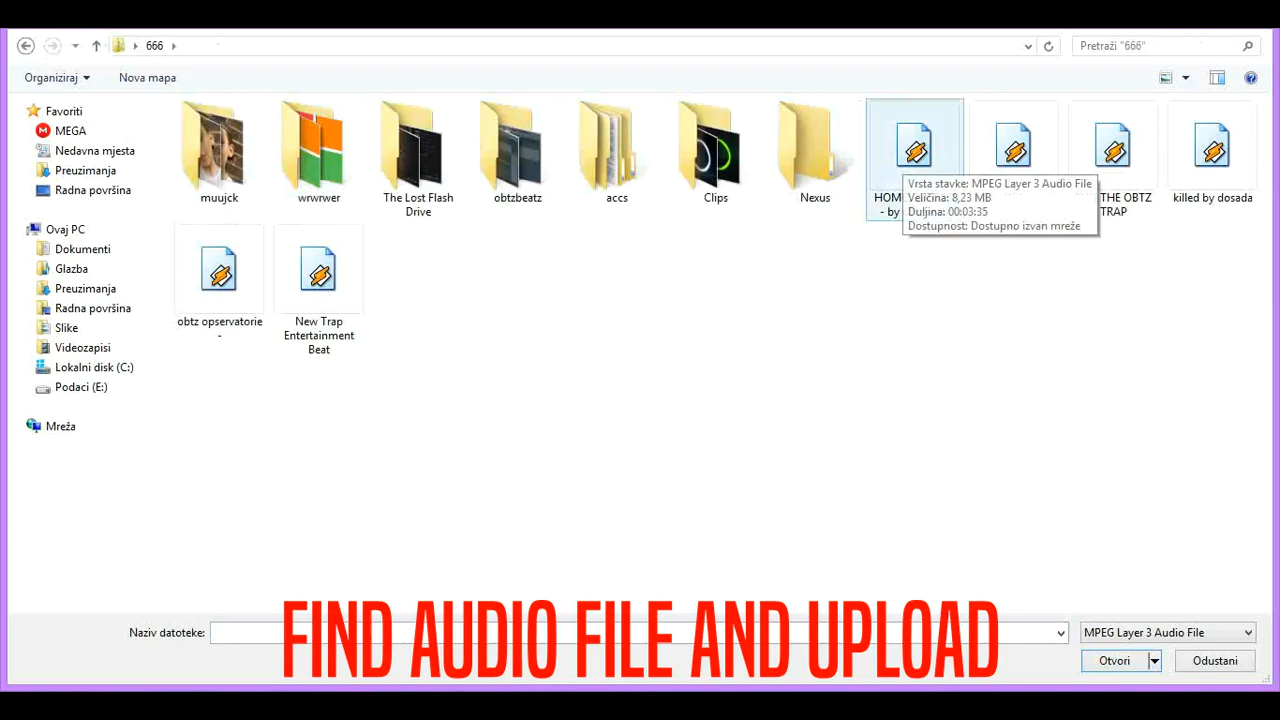 666
Pretraži "666"
Organiziraj
Nova mapa
Favoriti
MEGA
Nedavna mjesta
Preuzimanja
Radna površina
Ovaj PC
Dokumenti
Glazba
Preuzimanja
Radna površina
Slike
Videozapisi
Lokalni disk (C:)
Podaci (E:)
Mreža
muujck
wrwrwer
The Lost Flash
Drive
obtzbeatz
accs
Clips
Nexus
HOM
- by
Vrsta stavke: MPEG Layer 3 Audio File
Veličina: 8,23 MB
Duljina: 00:03:35
Dostupnost: Dostupno izvan mreže
THE OBTZ
TRAP
killed by dosada
obtz opservatorie
-
New Trap
Entertainment
Beat
Naziv datoteke:
MPEG Layer 3 Audio File
Otvori
Odustani
FIND AUDIO FILE AND UPLOAD